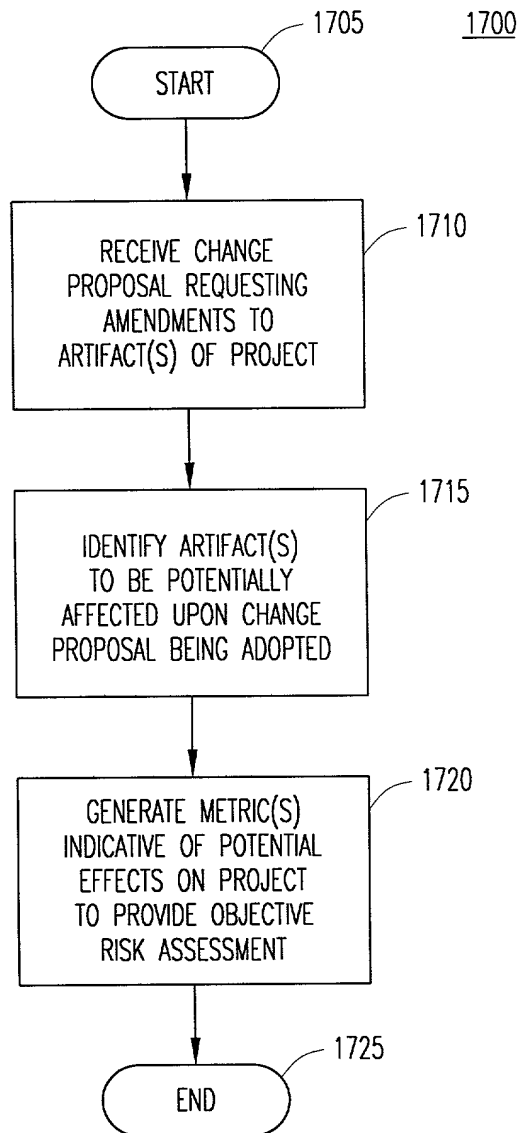 1705
1700
START
1710
RECEIVE CHANGE
PROPOSAL REQUESTING
AMENDMENTS TO
ARTIFACT(S) OF PROJECT
1715
IDENTIFY ARTIFACT(S)
TO BE POTENTIALLY
AFFECTED UPON CHANGE
PROPOSAL BEING ADOPTED
1720
GENERATE METRIC(S)
INDICATIVE OF POTENTIAL
EFFECTS ON PROJECT
TO PROVIDE OBJECTIVE
RISK ASSESSMENT
1725
END